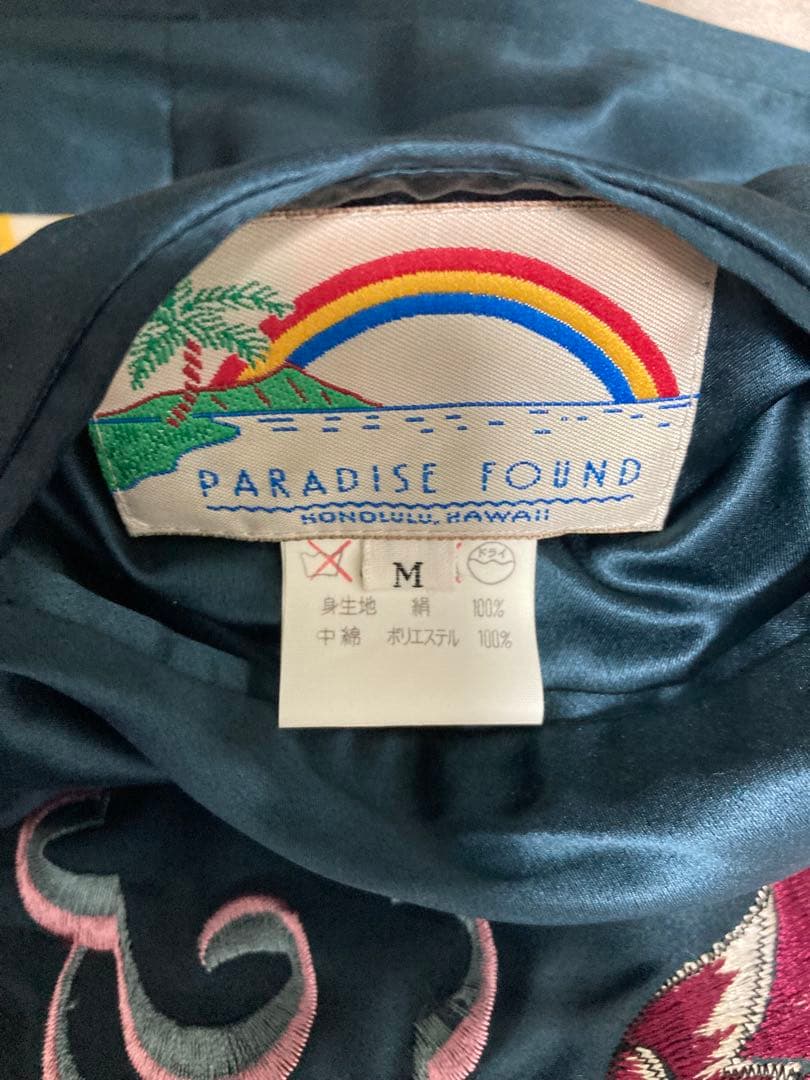 PARADISE FOUND
HONOLULU, HAWAII
M
ドライ
身生地 絹 100%
中綿 ポリエステル 100%